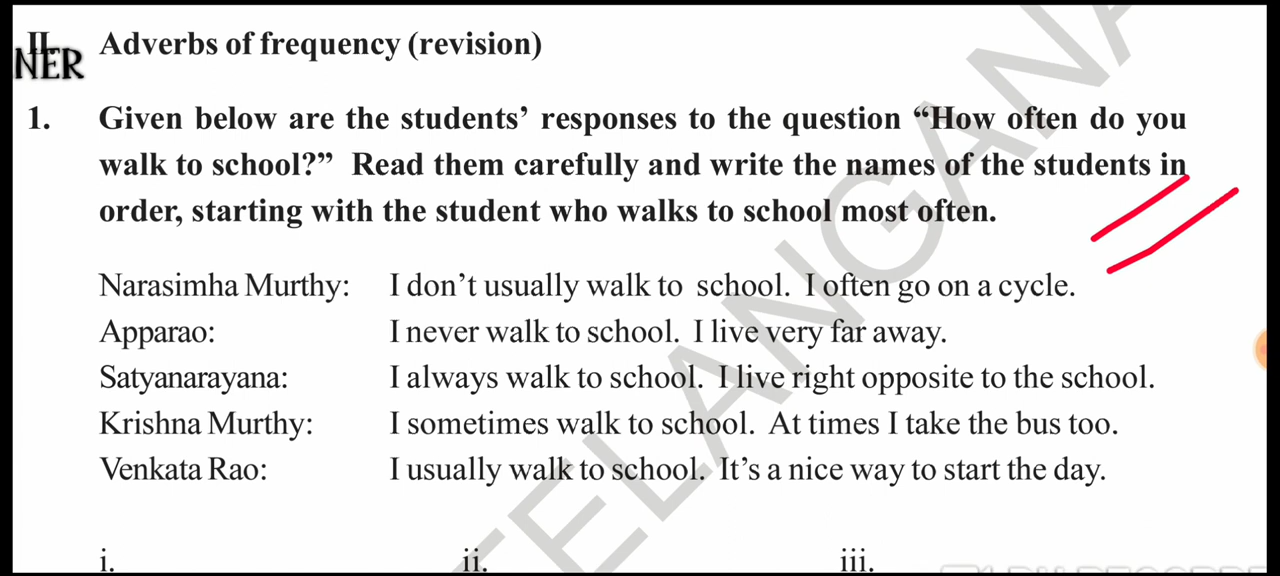 II.
NER
Adverbs of frequency (revision)
1. Given below are the students’ responses to the question “How often do you
walk to school?” Read them carefully and write the names of the students in
order, starting with the student who walks to school most often.
Narasimha Murthy: I don’t usually walk to school. I often go on a cycle.
Apparao: I never walk to school. I live very far away.
Satyanarayana: I always walk to school. I live right opposite to the school.
Krishna Murthy: I sometimes walk to school. At times I take the bus too.
Venkata Rao: I usually walk to school. It’s a nice way to start the day.
i. ii. iii.
TELANGANA